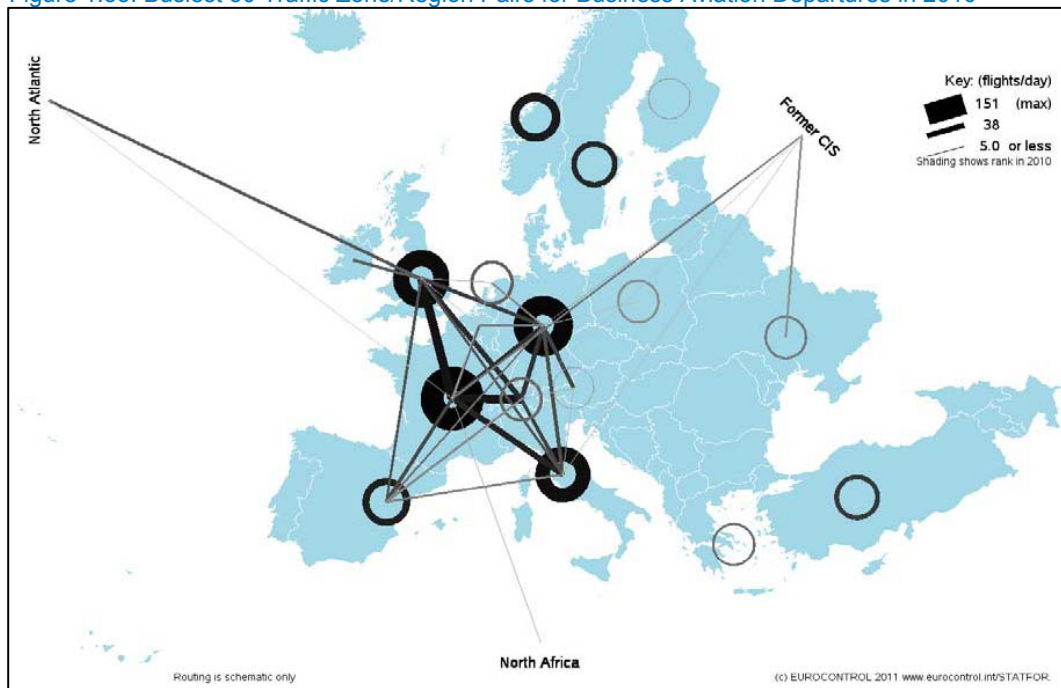 North Atlantic
Former CIS
Key: (flights/day)
151 (max)
38
5.0 or less
Shading shows rank in 2010
North Africa
Routing is schematic only
(c) EUROCONTROL 2011 www.eurocontrol.int/STATFOR.